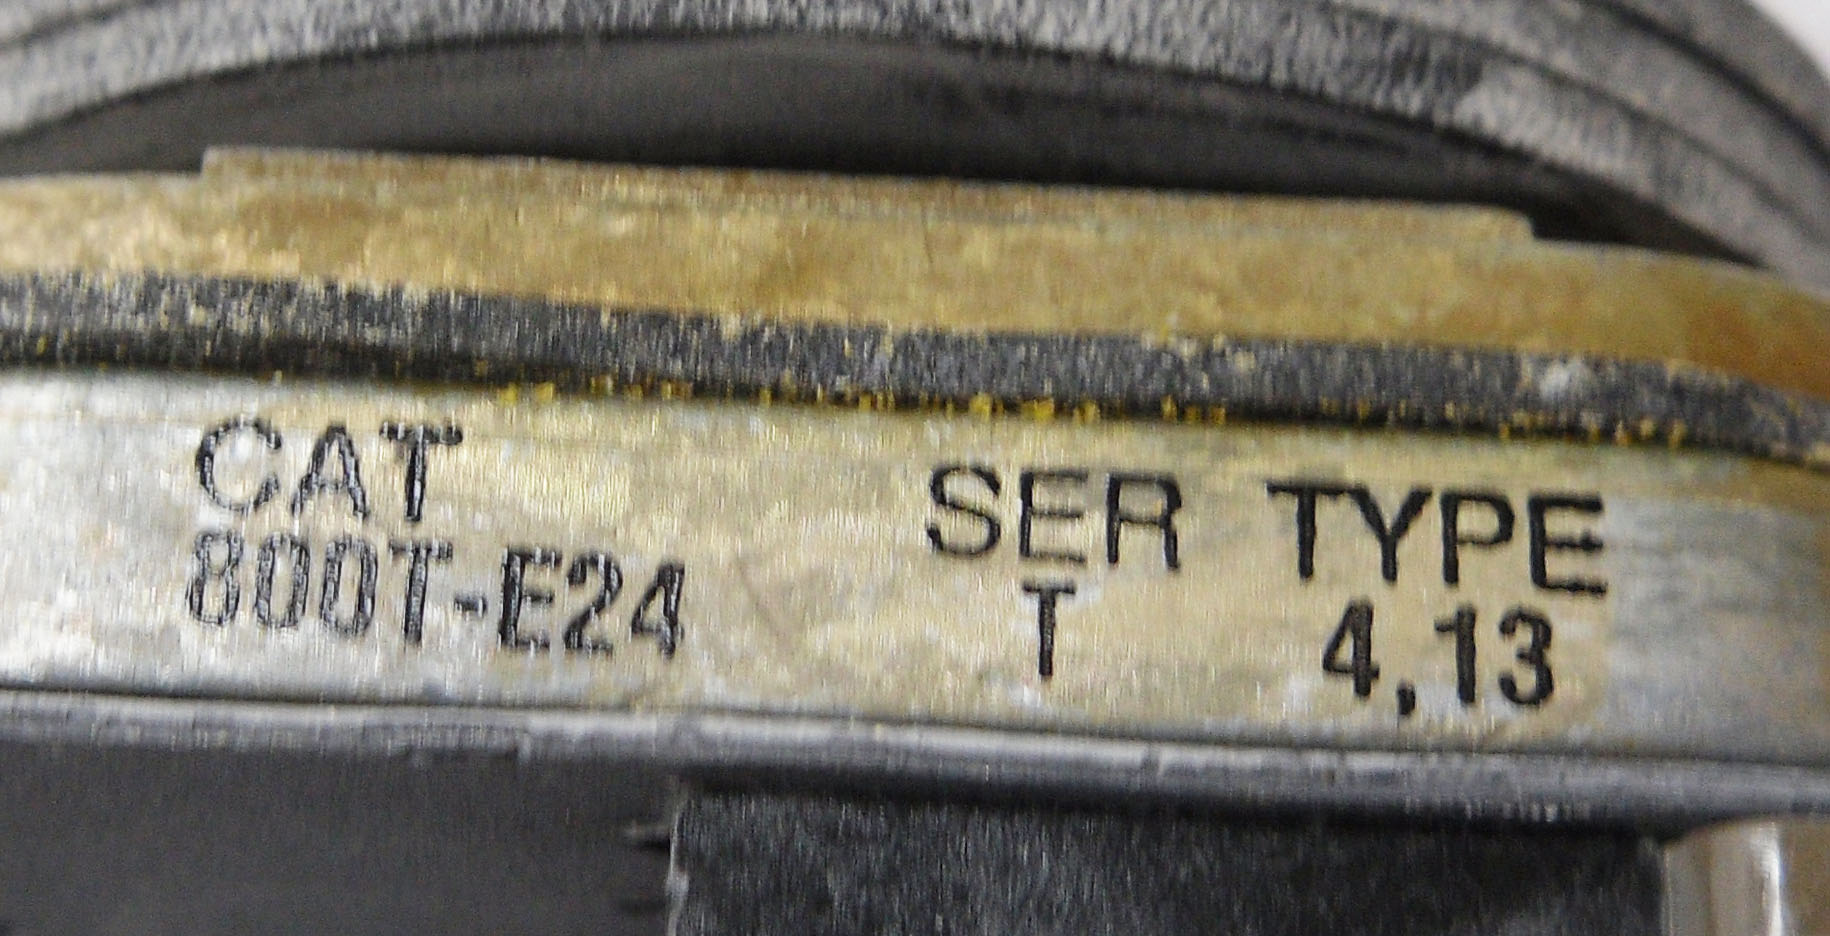 CAT SER TYPE
800T-E24 T 4,13